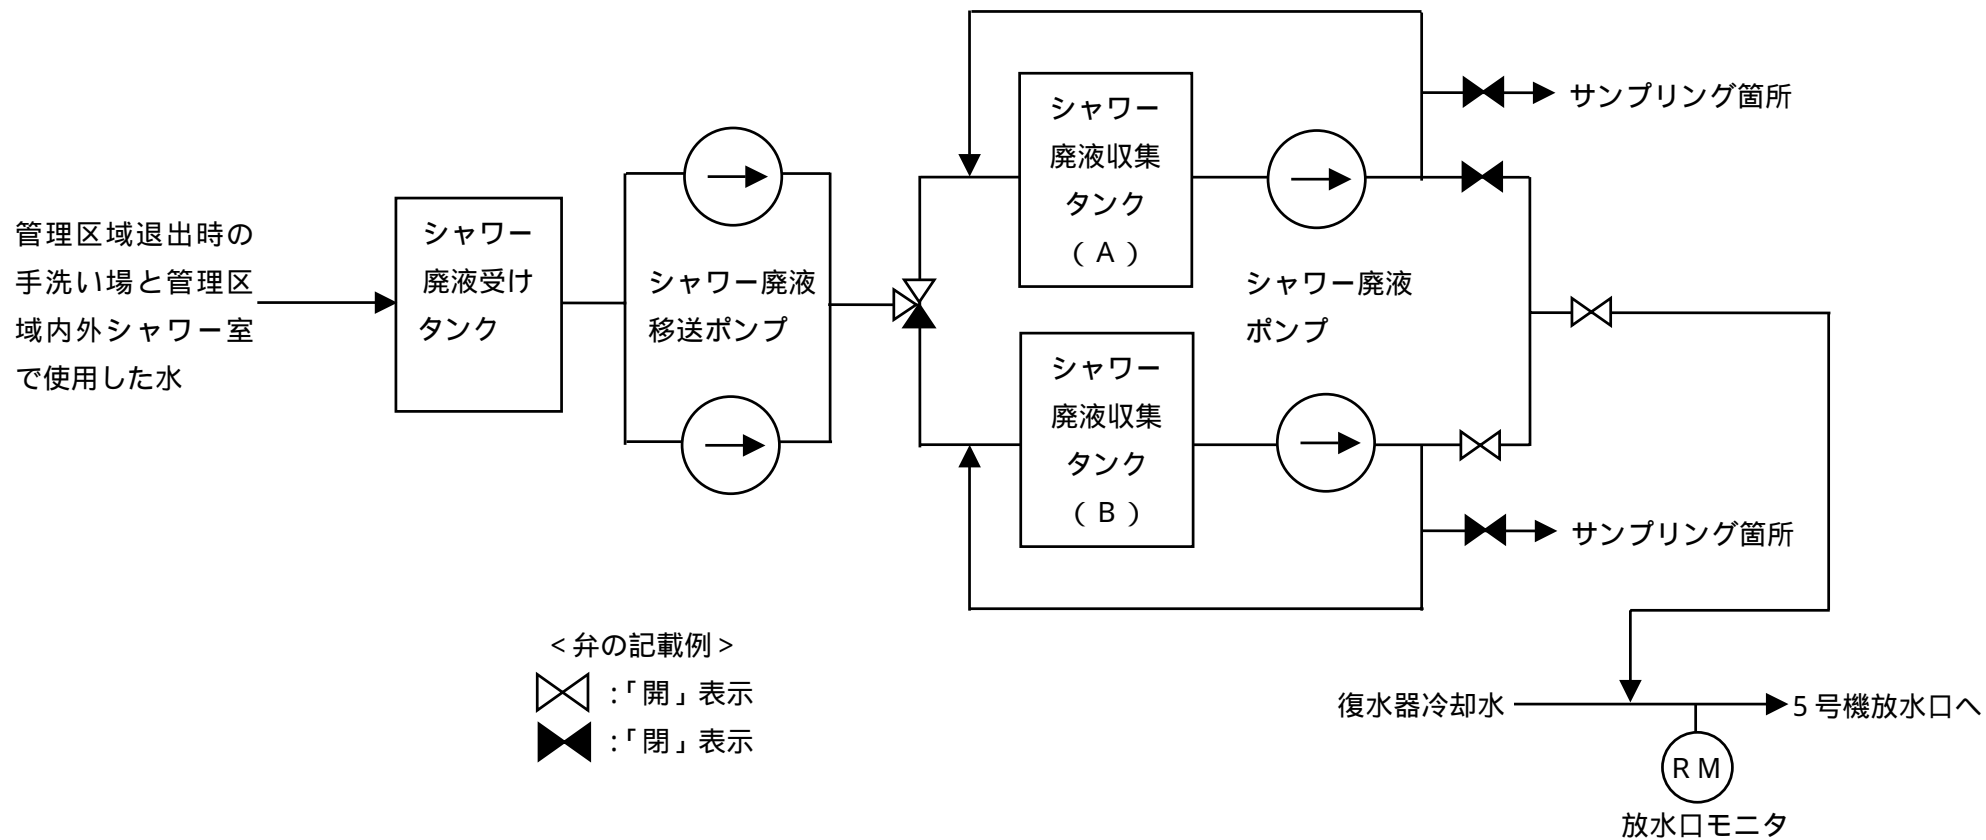 管理区域退出時の
手洗い場と管理区
域内外シャワー室
で使用した水
シャワー
廃液受け
タンク
シャワー廃液
移送ポンプ
シャワー
廃液収集
タンク
（Ａ）
シャワー
廃液収集
タンク
（Ｂ）
シャワー廃液
ポンプ
サンプリング箇所
サンプリング箇所
<弁の記載例>
：「開」表示
：「閉」表示
復水器冷却水
5号機放水口へ
ＲＭ
放水口モニタ